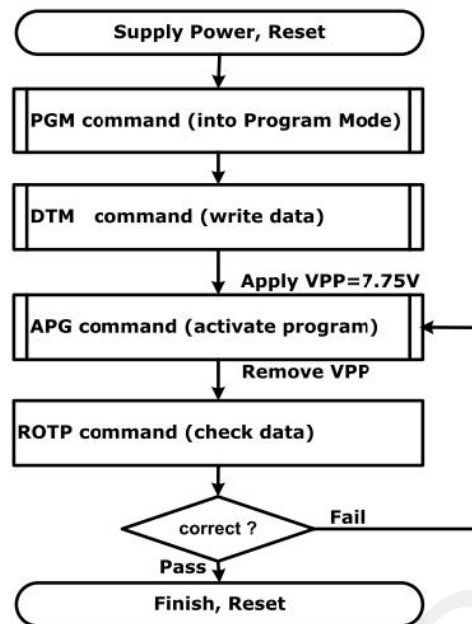 Supply Power, Reset
PGM command (into Program Mode)
DTM command (write data)
Apply VPP=7.75V
APG command (activate program)
Remove VPP
ROTP command (check data)
correct ?
Fail
Pass
Finish, Reset